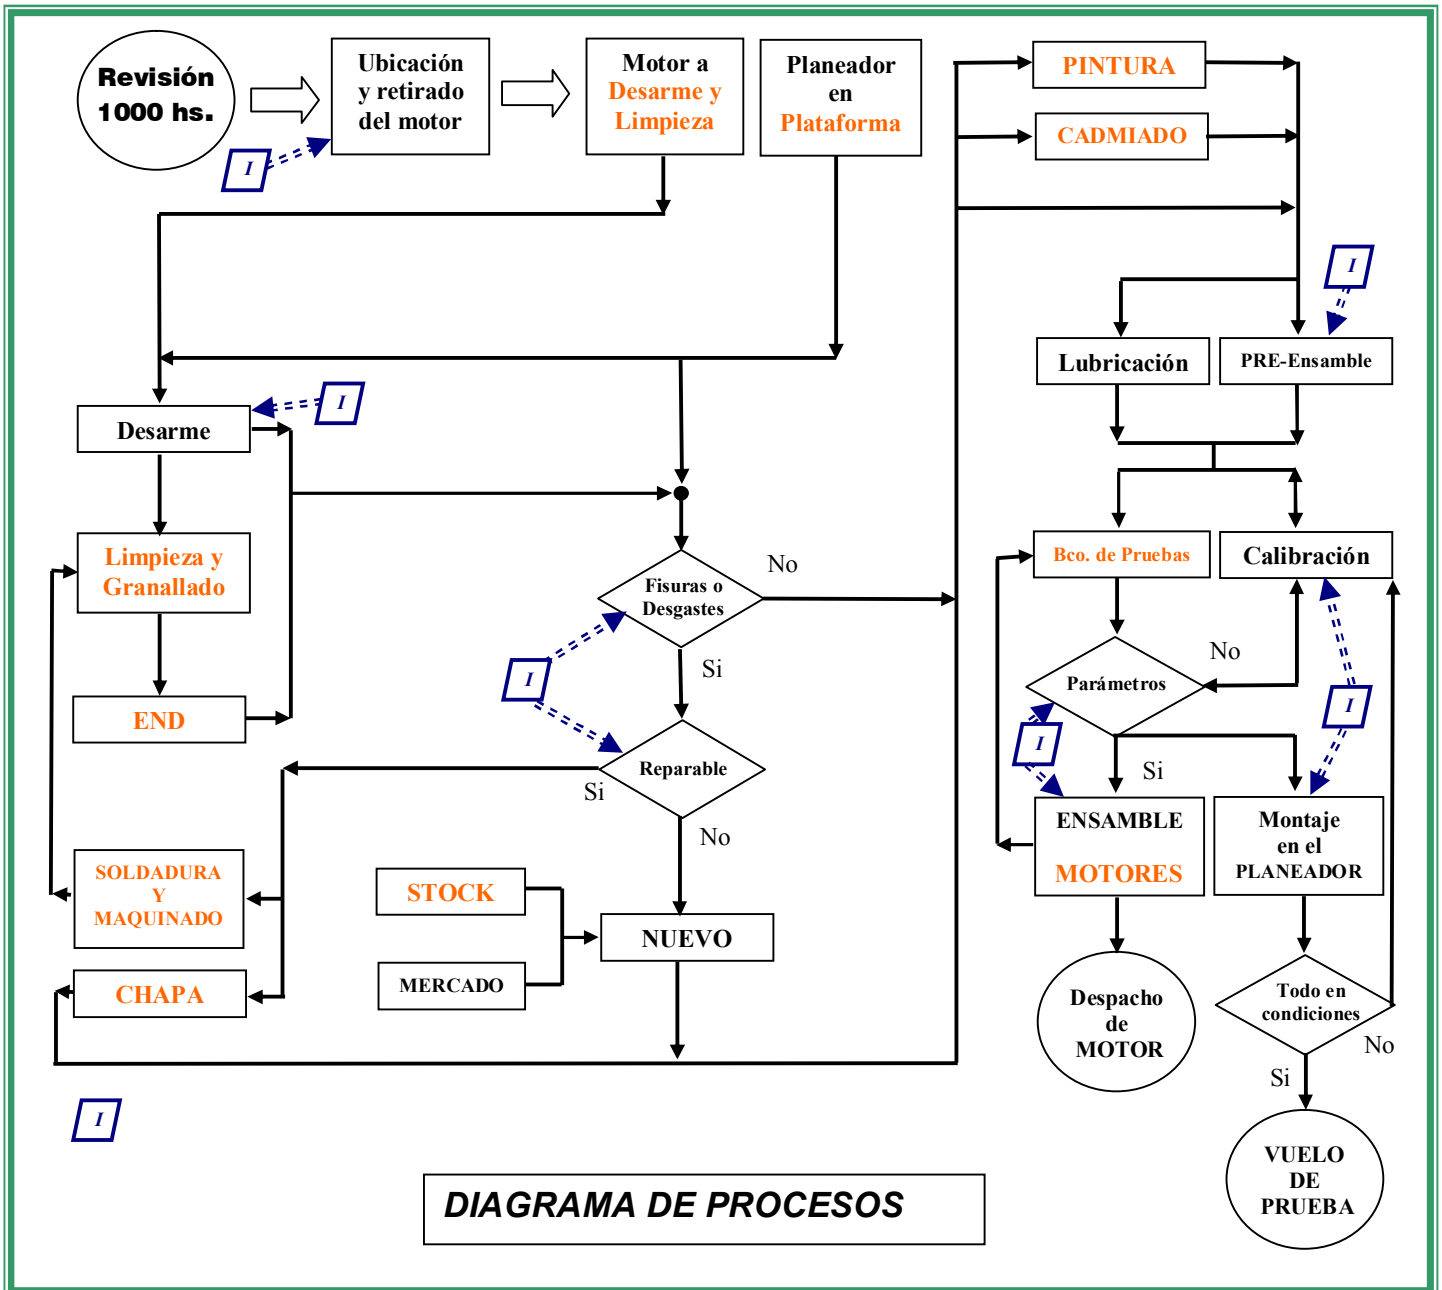 Revisión
1000 hs.
Ubicación
y retirado
del motor
Motor a
Desarme y
Limpieza
Planeador
en
Plataforma
PINTURA
CADMIADO
I
I
Lubricación
PRE-Ensamble
I
Desarme
Limpieza y
Granallado
END
Fisuras o
Desgastes
No
Si
I
Reparable
Si
No
Bco. de Pruebas
Calibración
Parámetros
No
I
I
Si
ENSAMBLE
MOTORES
Montaje
en el
PLANEADOR
SOLDADURA
Y
MAQUINADO
STOCK
NUEVO
MERCADO
CHAPA
Despacho
de
MOTOR
Todo en
condiciones
No
Si
I
VUELO
DE
PRUEBA
DIAGRAMA DE PROCESOS